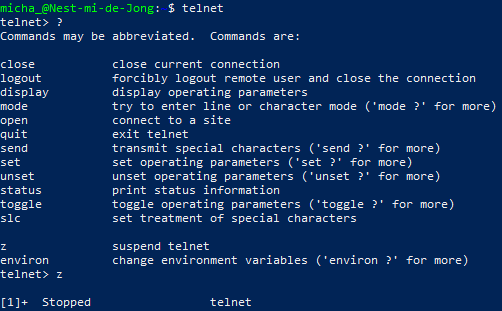 micha_@Nest-mi-de-Jong: $ telnet
telnet> ?
Commands may be abbreviated.  Commands are:

close           close current connection
logout          forcibly logout remote user and close the connection
display         display operating parameters
mode            try to enter line or character mode ('mode ?' for more)
open            connect to a site
quit            exit telnet
send            transmit special characters ('send ?' for more)
set             set operating parameters ('set ?' for more)
unset           unset operating parameters ('unset ?' for more)
status          print status information
toggle          toggle operating parameters ('toggle ?' for more)
slc             set treatment of special characters

z               suspend telnet
environ         change environment variables ('environ ?' for more)
telnet> z

[1]+  Stopped                 telnet